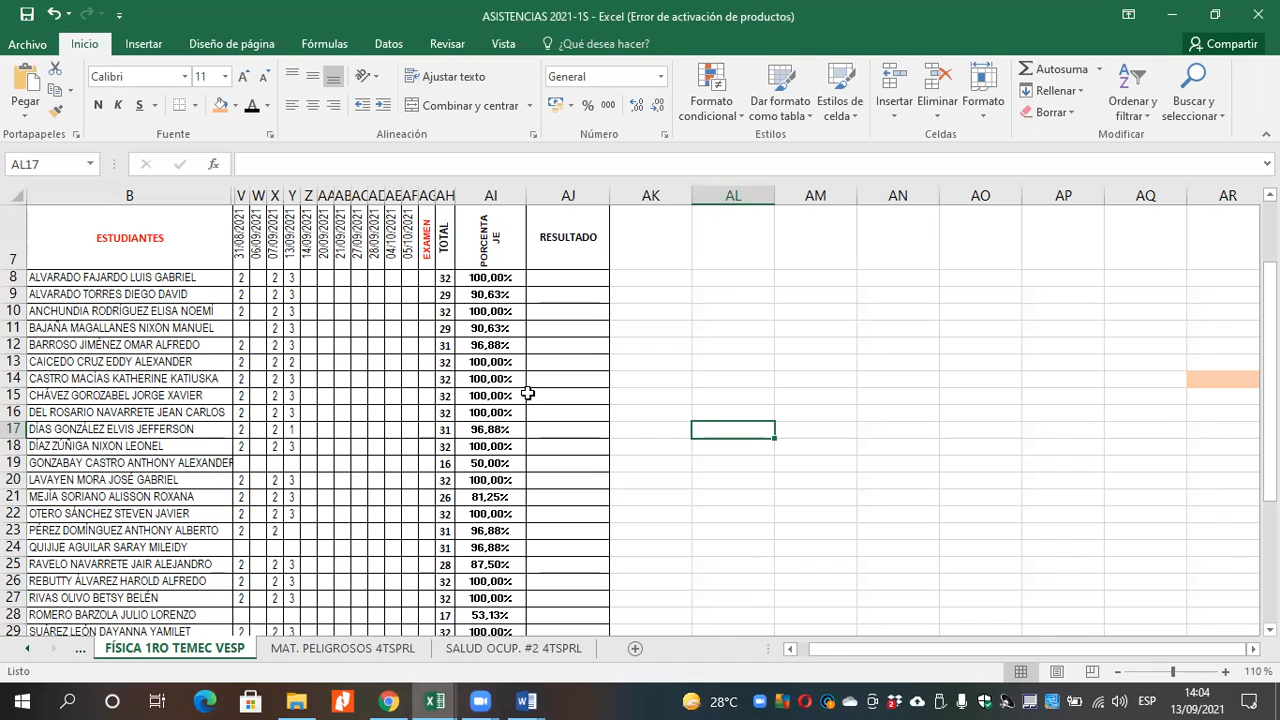 ASISTENCIAS 2021-1S - Excel (Error de activación de productos)
Archivo Inicio Insertar Diseño de página Fórmulas Datos Revisar Vista ¿Qué desea hacer? Compartir
Pegar Calibri 11 Ajustar texto General Formato condicional Dar formato como tabla Estilos de celda Insertar Eliminar Formato Autosuma Ordenar y filtrar Buscar y seleccionar
N K S Combinar y centrar % 000 Rellenar
Borrar
Portapapeles Fuente Alineación Número Estilos Celdas Modificar
AL17 fx
B V W X Y Z AA AB AC AD AE AF AG AH AI AJ AK AL AM AN AO AP AQ AR
7 ESTUDIANTES 31/08/2021 06/09/2021 07/09/2021 13/09/2021 14/09/2021 20/09/2021 21/09/2021 27/09/2021 28/09/2021 04/10/2021 05/10/2021 EXAMEN TOTAL PORCENTAJE RESULTADO
8 ALVARADO FAJARDO LUIS GABRIEL 2 2 3 32 100,00%
9 ALVARADO TORRES DIEGO DAVID 2 2 3 29 90,63%
10 ANCHUNDIA RODRÍGUEZ ELISA NOEMÍ 2 2 3 32 100,00%
11 BAJAÑA MAGALLANES NIXON MANUEL 2 3 29 90,63%
12 BARROSO JIMÉNEZ OMAR ALFREDO 2 2 3 31 96,88%
13 CAICEDO CRUZ EDDY ALEXANDER 2 2 2 32 100,00%
14 CASTRO MACÍAS KATHERINE KATIUSKA 2 2 3 32 100,00%
15 CHÁVEZ GOROZABEL JORGE XAVIER 2 2 3 32 100,00%
16 DEL ROSARIO NAVARRETE JEAN CARLOS 2 2 3 32 100,00%
17 DÍAS GONZÁLEZ ELVIS JEFFERSON 2 2 1 31 96,88%
18 DÍAZ ZÚÑIGA NIXON LEONEL 2 2 3 32 100,00%
19 GONZABAY CASTRO ANTHONY ALEXANDER 16 50,00%
20 LAVAYEN MORA JOSÉ GABRIEL 2 2 3 32 100,00%
21 MEJÍA SORIANO ALISSON ROXANA 2 2 3 26 81,25%
22 OTERO SÁNCHEZ STEVEN JAVIER 2 2 3 32 100,00%
23 PÉREZ DOMÍNGUEZ ANTHONY ALBERTO 2 2 31 96,88%
24 QUIJIJE AGUILAR SARAY MILEIDY 31 96,88%
25 RAVELO NAVARRETE JAIR ALEJANDRO 2 2 3 28 87,50%
26 REBUTTY ÁLVAREZ HAROLD ALFREDO 2 2 3 32 100,00%
27 RIVAS OLIVO BETSY BELÉN 2 2 3 32 100,00%
28 ROMERO BARZOLA JULIO LORENZO 17 53,13%
29 SUÁREZ LEÓN DAYANNA YAMILET 2 2 3 32 100,00%
... FÍSICA 1RO TEMEC VESP MAT. PELIGROSOS 4TSPRL SALUD OCUP. #2 4TSPRL
Listo 110 %
28°C ESP 14:04
13/09/2021